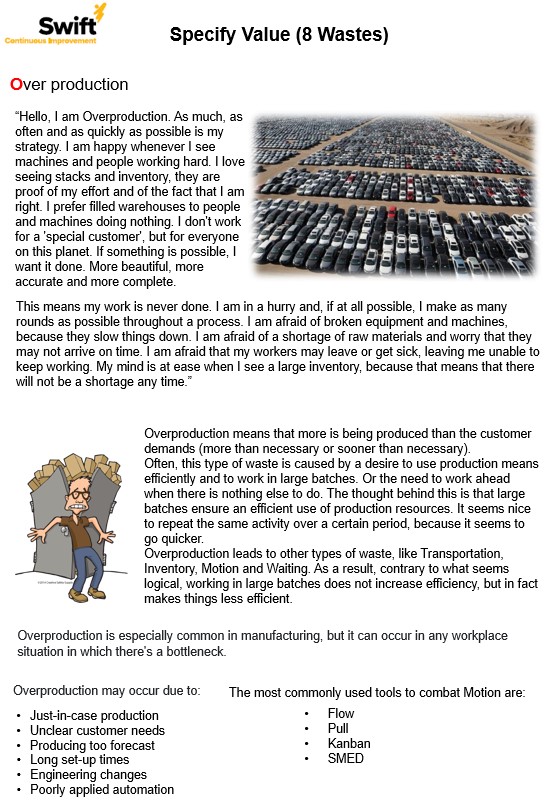 Swift
Continuous Improvement
Specify Value (8 Wastes)
Over production
“Hello, I am Overproduction. As much, as
often and as quickly as possible is my
strategy. I am happy whenever I see
machines and people working hard. I love
seeing stacks and inventory, they are
proof of my effort and of the fact that I am
right. I prefer filled warehouses to people
and machines doing nothing. I don't work
for a 'special customer', but for everyone
on this planet. If something is possible, I
want it done. More beautiful, more
accurate and more complete.
This means my work is never done. I am in a hurry and, if at all possible, I make as many
rounds as possible throughout a process. I am afraid of broken equipment and machines,
because they slow things down. I am afraid of a shortage of raw materials and worry that they
may not arrive on time. I am afraid that my workers may leave or get sick, leaving me unable to
keep working. My mind is at ease when I see a large inventory, because that means that there
will not be a shortage any time.”
Overproduction means that more is being produced than the customer
demands (more than necessary or sooner than necessary).
Often, this type of waste is caused by a desire to use production means
efficiently and to work in large batches. Or the need to work ahead
when there is nothing else to do. The thought behind this is that large
batches ensure an efficient use of production resources. It seems nice
to repeat the same activity over a certain period, because it seems to
go quicker.
Overproduction leads to other types of waste, like Transportation,
Inventory, Motion and Waiting. As a result, contrary to what seems
logical, working in large batches does not increase efficiency, but in fact
makes things less efficient.
Overproduction is especially common in manufacturing, but it can occur in any workplace
situation in which there's a bottleneck.
Overproduction may occur due to:
• Just-in-case production
• Unclear customer needs
• Producing too forecast
• Long set-up times
• Engineering changes
• Poorly applied automation
The most commonly used tools to combat Motion are:
• Flow
• Pull
• Kanban
• SMED